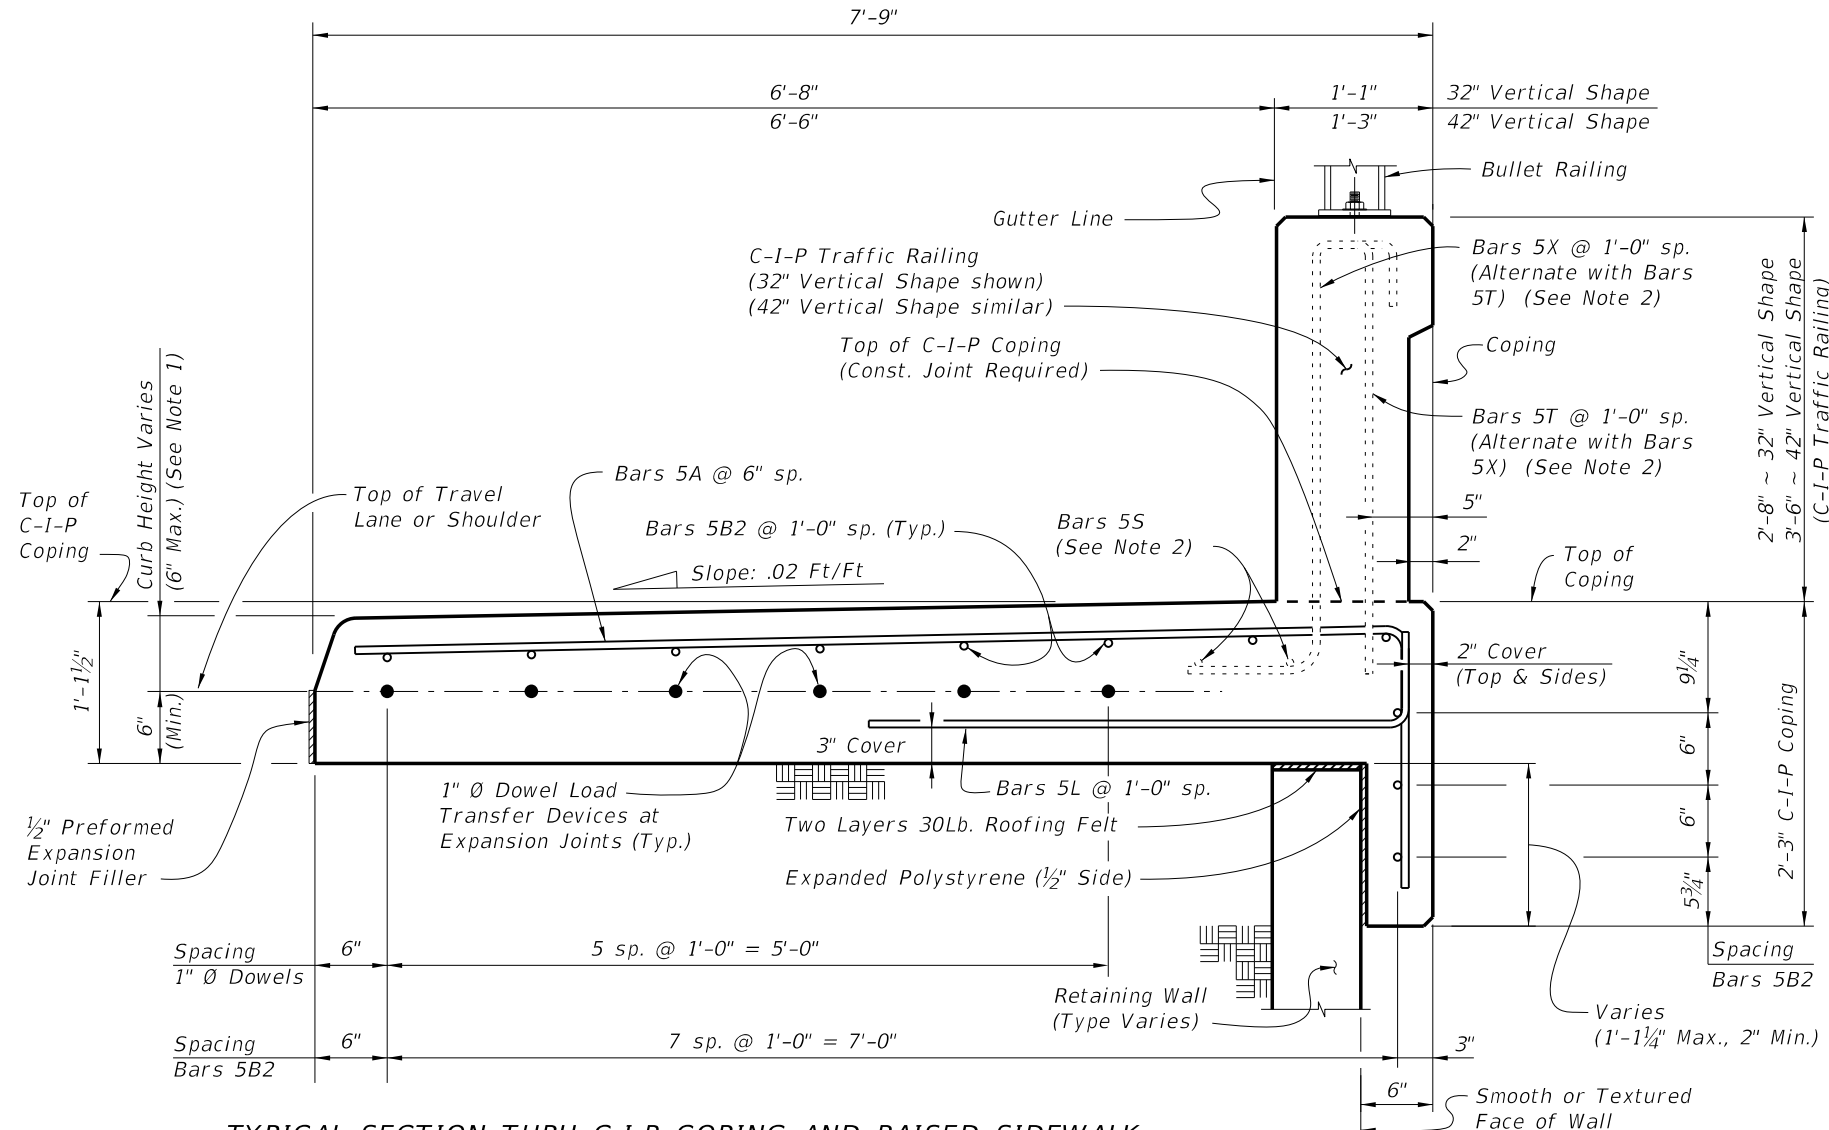 7'-9"
6'-8"
6'-6"
1'-1"
1'-3"
32" Vertical Shape
42" Vertical Shape
Bullet Railing
Gutter Line
C-I-P Traffic Railing
(32" Vertical Shape shown)
(42" Vertical Shape similar)
Bars 5X @ 1'-0" sp.
(Alternate with Bars
5T) (See Note 2)
Top of C-I-P Coping
(Const. Joint Required)
Coping
Bars 5T @ 1'-0" sp.
(Alternate with Bars
5X) (See Note 2)
2'-8" ~ 32" Vertical Shape
3'-6" ~ 42" Vertical Shape
(C-I-P Traffic Railing)
Curb Height Varies
(6" Max.) (See Note 1)
Top of
C-I-P
Coping
Top of Travel
Lane or Shoulder
Bars 5A @ 6" sp.
Bars 5B2 @ 1'-0" sp. (Typ.)
Bars 5S
(See Note 2)
5"
2"
Top of
Coping
Slope: .02 Ft/Ft
1'-1½"
6"
(Min.)
2" Cover
(Top & Sides)
9¼"
6"
6"
5¾"
2'-3" C-I-P Coping
3" Cover
1" Ø Dowel Load
Transfer Devices at
Expansion Joints (Typ.)
Bars 5L @ 1'-0" sp.
Two Layers 30Lb. Roofing Felt
Expanded Polystyrene (½" Side)
½" Preformed
Expansion
Joint Filler
Spacing
1" Ø Dowels
6"
5 sp. @ 1'-0" = 5'-0"
Spacing
Bars 5B2
Retaining Wall
(Type Varies)
Varies
(1'-1¼" Max., 2" Min.)
Spacing
Bars 5B2
6"
7 sp. @ 1'-0" = 7'-0"
3"
6"
Smooth or Textured
Face of Wall
TYPICAL SECTION THRU C-I-P COPING AND RAISED SIDEWALK